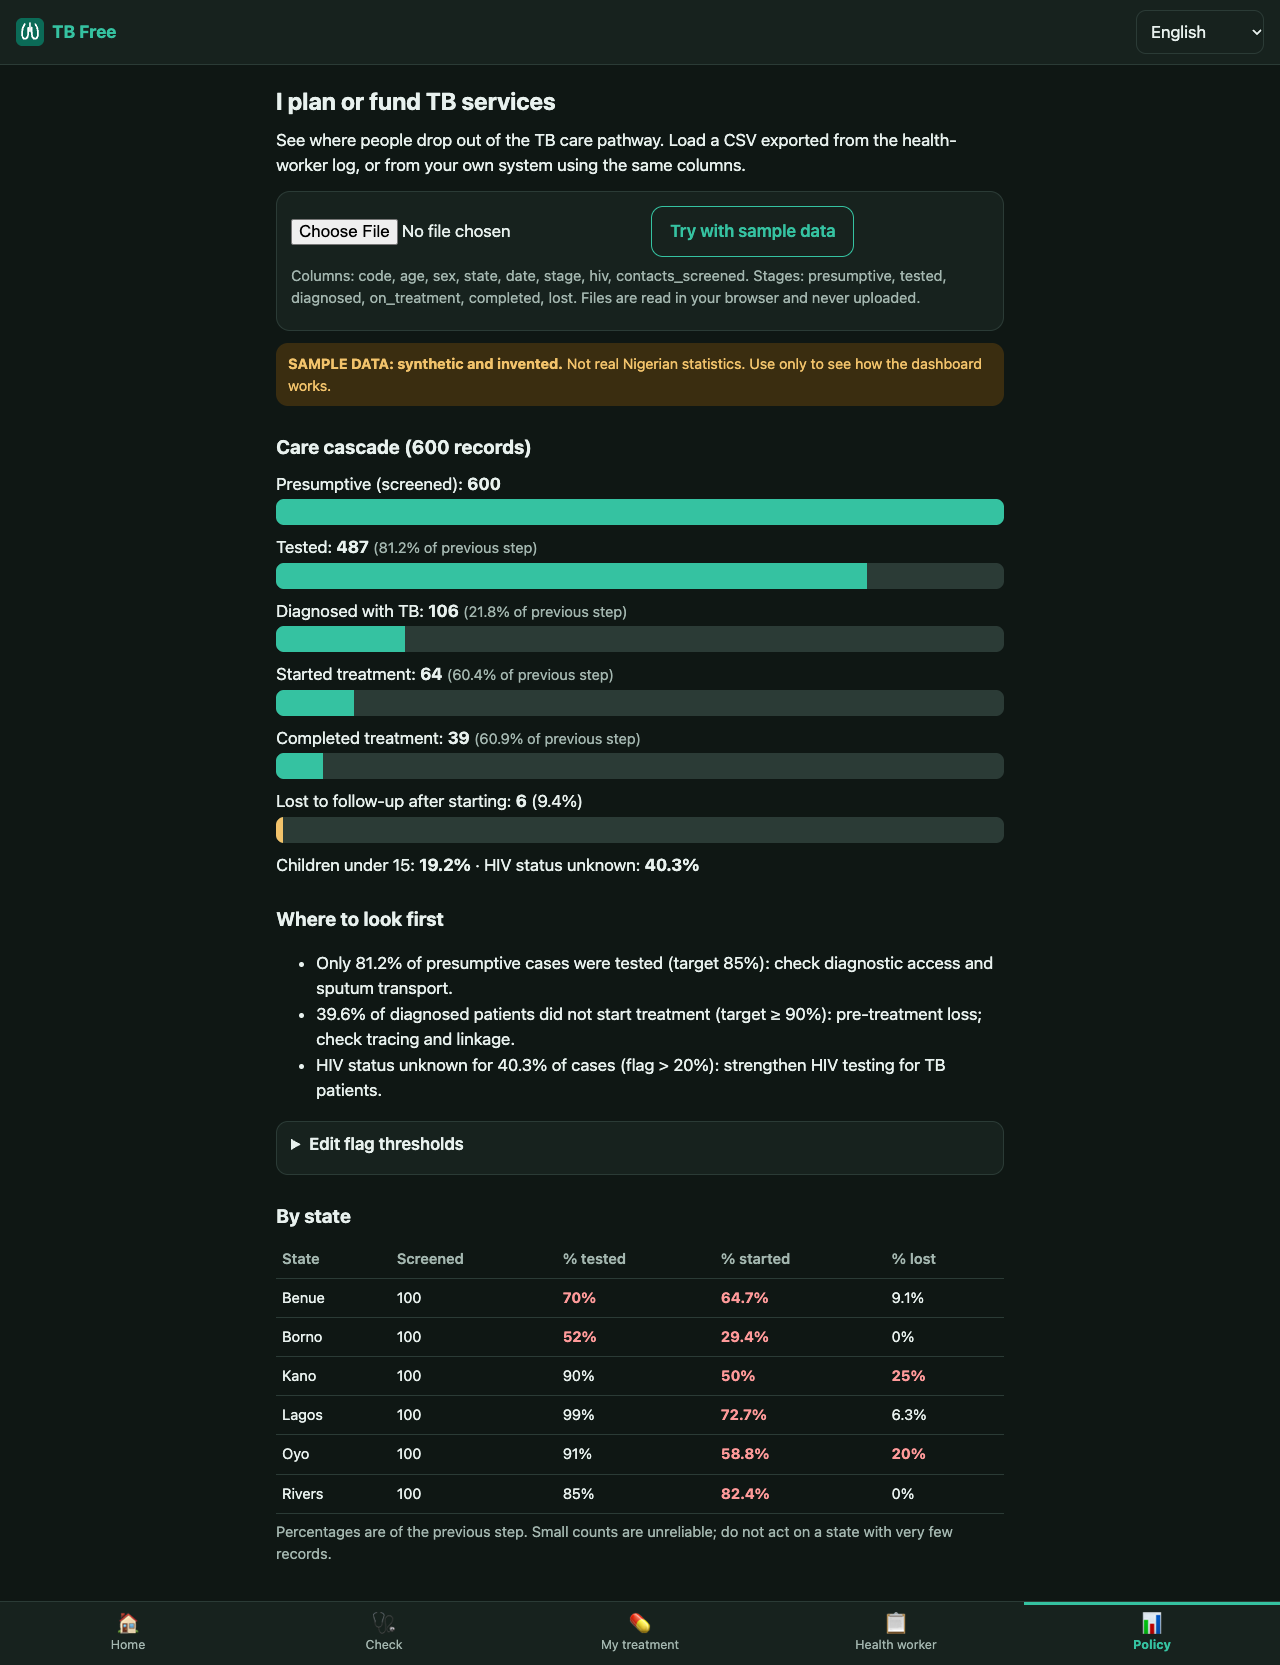 TB Free
English
I plan or fund TB services
See where people drop out of the TB care pathway. Load a CSV exported from the health-
worker log, or from your own system using the same columns.
Choose File No file chosen
Try with sample data
Columns: code, age, sex, state, date, stage, hiv, contacts_screened. Stages: presumptive, tested,
diagnosed, on_treatment, completed, lost. Files are read in your browser and never uploaded.
SAMPLE DATA: synthetic and invented. Not real Nigerian statistics. Use only to see how the dashboard
works.
Care cascade (600 records)
Presumptive (screened): 600
Tested: 487 (81.2% of previous step)
Diagnosed with TB: 106 (21.8% of previous step)
Started treatment: 64 (60.4% of previous step)
Completed treatment: 39 (60.9% of previous step)
Lost to follow-up after starting: 6 (9.4%)
Children under 15: 19.2% · HIV status unknown: 40.3%
Where to look first
• Only 81.2% of presumptive cases were tested (target 85%): check diagnostic access and
sputum transport.
• 39.6% of diagnosed patients did not start treatment (target ≥ 90%): pre-treatment loss;
check tracing and linkage.
• HIV status unknown for 40.3% of cases (flag > 20%): strengthen HIV testing for TB
patients.
Edit flag thresholds
By state
State Screened % tested % started % lost
Benue 100 70% 64.7% 9.1%
Borno 100 52% 29.4% 0%
Kano 100 90% 50% 25%
Lagos 100 99% 72.7% 6.3%
Oyo 100 91% 58.8% 20%
Rivers 100 85% 82.4% 0%
Percentages are of the previous step. Small counts are unreliable; do not act on a state with very few
records.
Home Check My treatment Health worker Policy